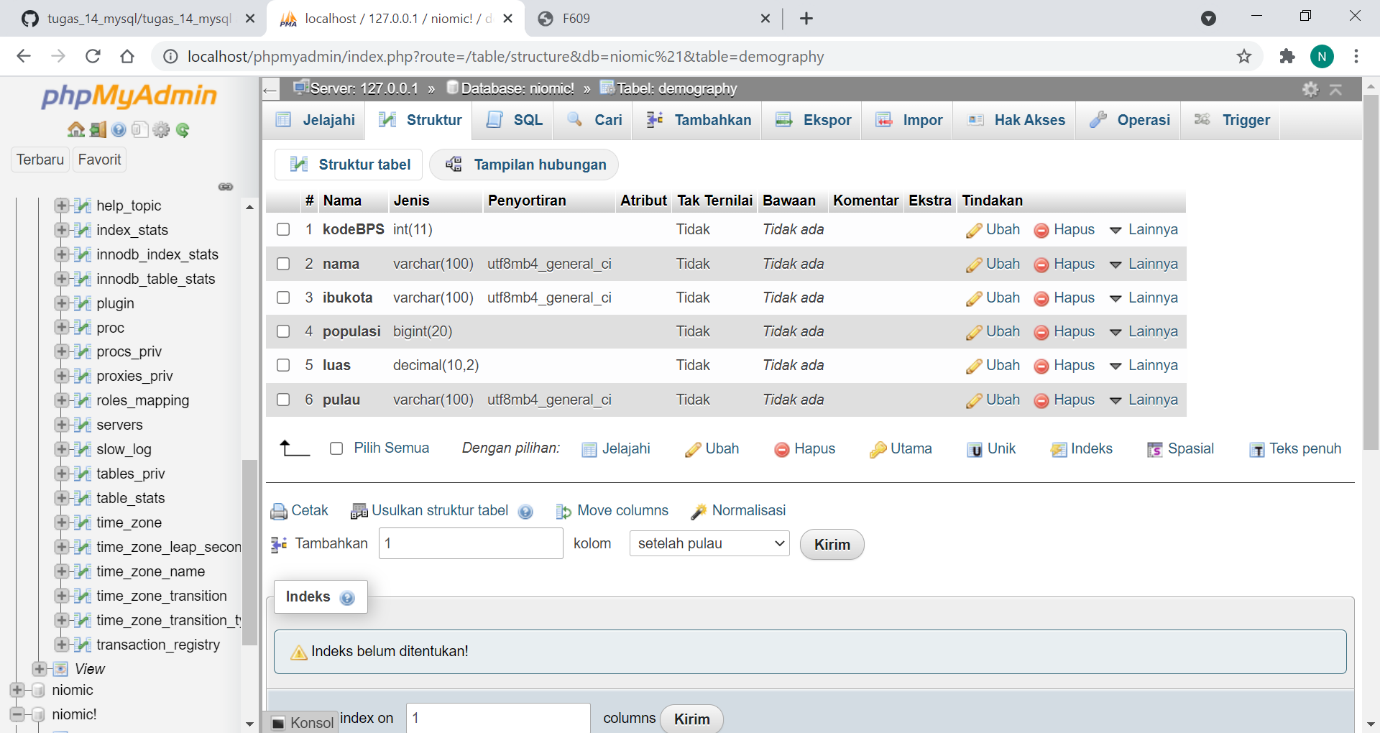 tugas_14_mysql/tugas_14_mysql
localhost / 127.0.0.1 / niomic! / d
F609
localhost/phpmyadmin/index.php?route=/table/structure&db=niomic%21&table=demography
N
phpMyAdmin
Terbaru Favorit
help_topic
index_stats
innodb_index_stats
innodb_table_stats
plugin
proc
procs_priv
proxies_priv
roles_mapping
servers
slow_log
tables_priv
table_stats
time_zone
time_zone_leap_secon
time_zone_name
time_zone_transition
time_zone_transition_ty
transaction_registry
View
niomic
niomic!
Server: 127.0.0.1 » Database: niomic! » Tabel: demography
Jelajahi Struktur SQL Cari Tambahkan Ekspor Impor Hak Akses Operasi Trigger
Struktur tabel Tampilan hubungan
# Nama Jenis Penyortiran Atribut Tak Ternilai Bawaan Komentar Ekstra Tindakan
1 kodeBPS int(11) Tidak Tidak ada Ubah Hapus Lainnya
2 nama varchar(100) utf8mb4_general_ci Tidak Tidak ada Ubah Hapus Lainnya
3 ibukota varchar(100) utf8mb4_general_ci Tidak Tidak ada Ubah Hapus Lainnya
4 populasi bigint(20) Tidak Tidak ada Ubah Hapus Lainnya
5 luas decimal(10,2) Tidak Tidak ada Ubah Hapus Lainnya
6 pulau varchar(100) utf8mb4_general_ci Tidak Tidak ada Ubah Hapus Lainnya
Pilih Semua Dengan pilihan: Jelajahi Ubah Hapus Utama Unik Indeks Spasial Teks penuh
Cetak Usulkan struktur tabel Move columns Normalisasi
Tambahkan 1 kolom setelah pulau Kirim
Indeks
Indeks belum ditentukan!
Konsol index on 1 columns Kirim